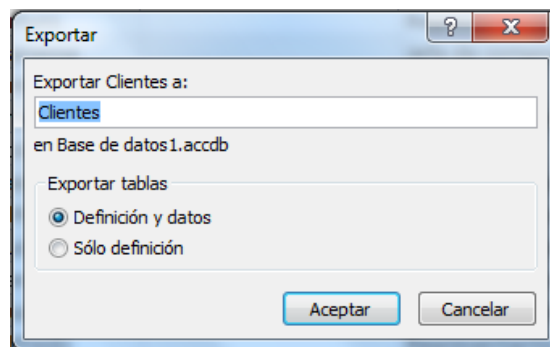 Exportar
Exportar Clientes a:
Clientes
en Base de datos1.accdb
Exportar tablas
Definición y datos
Sólo definición
Aceptar Cancelar